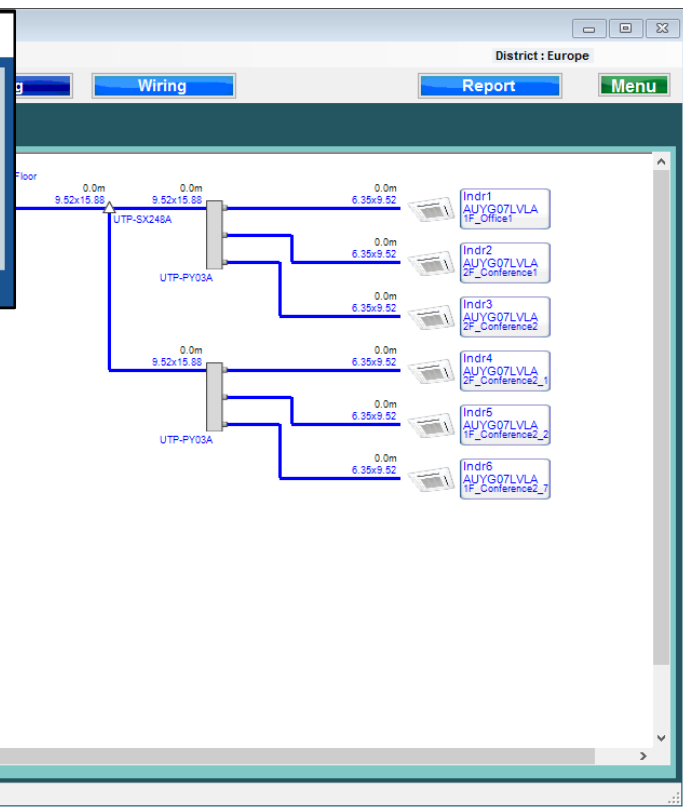 District : Europe
Wiring
Report
Menu
Floor
0.0m
9.52x15.88
0.0m
9.52x15.88
UTP-SX248A
UTP-PY03A
0.0m
6.35x9.52
Indr1
AUYG07LVLA
1F_Office1
0.0m
6.35x9.52
Indr2
AUYG07LVLA
2F_Conference1
0.0m
6.35x9.52
Indr3
AUYG07LVLA
2F_Conference2
0.0m
9.52x15.88
UTP-PY03A
0.0m
6.35x9.52
Indr4
AUYG07LVLA
2F_Conference2_1
0.0m
6.35x9.52
Indr5
AUYG07LVLA
1F_Conference2_2
0.0m
6.35x9.52
Indr6
AUYG07LVLA
1F_Conference2_7